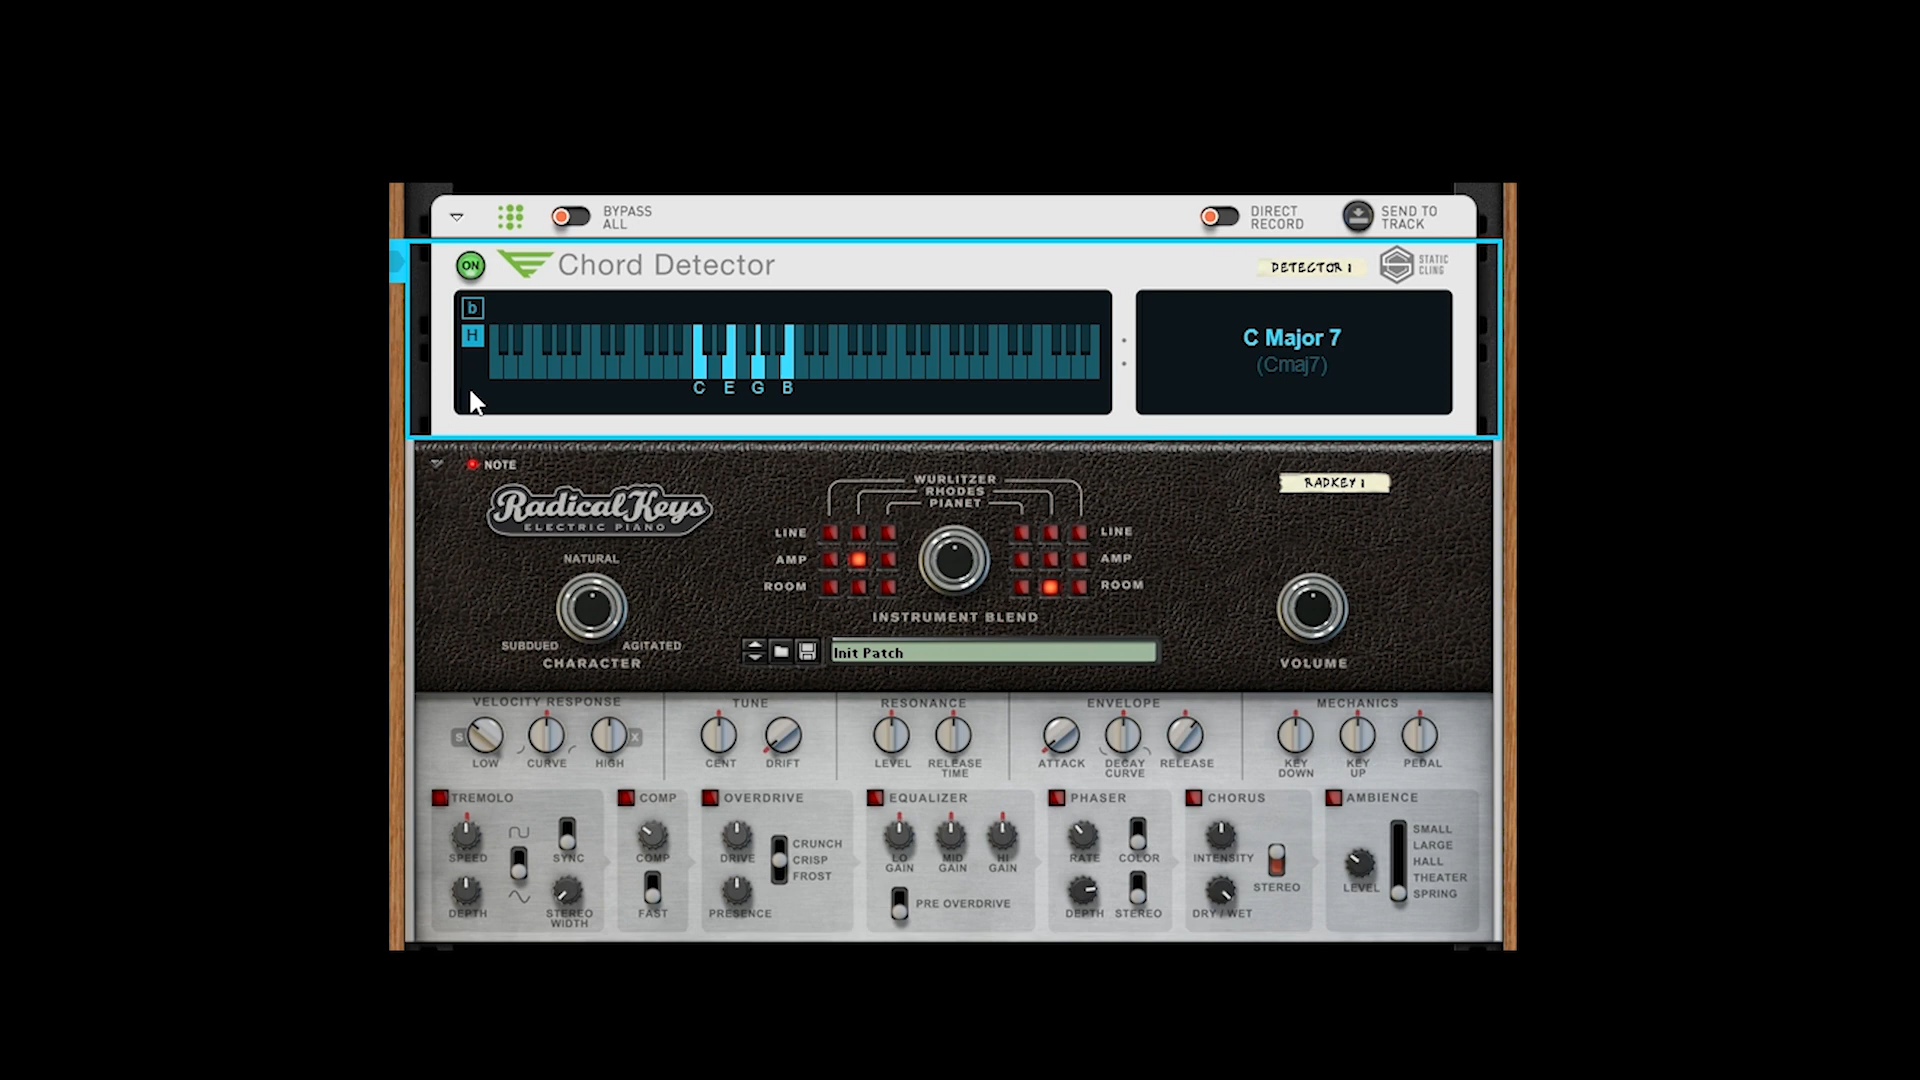 BYPASS
ALL
DIRECT
RECORD
SEND TO
TRACK
ON
Chord Detector
DETECTOR 1
STATIC
CLING
b
H
C E G B
C Major 7
(Cmaj7)
NOTE
RadicalKeys
ELECTRIC PIANO
WURLITZER
RHODES
PIANET
RADKEY 1
LINE
AMP
ROOM
LINE
AMP
ROOM
INSTRUMENT BLEND
NATURAL
SUBDUED
AGITATED
CHARACTER
Init Patch
VOLUME
VELOCITY RESPONSE
S
X
LOW
CURVE
HIGH
TUNE
CENT
DRIFT
RESONANCE
LEVEL
RELEASE
TIME
ENVELOPE
ATTACK
DECAY
CURVE
RELEASE
MECHANICS
KEY
DOWN
KEY
UP
PEDAL
TREMOLO
SPEED
SYNC
DEPTH
STEREO
WIDTH
COMP
COMP
FAST
OVERDRIVE
DRIVE
CRUNCH
CRISP
FROST
PRESENCE
EQUALIZER
LO
GAIN
MID
GAIN
HI
GAIN
PRE OVERDRIVE
PHASER
RATE
COLOR
DEPTH
STEREO
CHORUS
INTENSITY
STEREO
DRY / WET
AMBIENCE
LEVEL
SMALL
LARGE
HALL
THEATER
SPRING